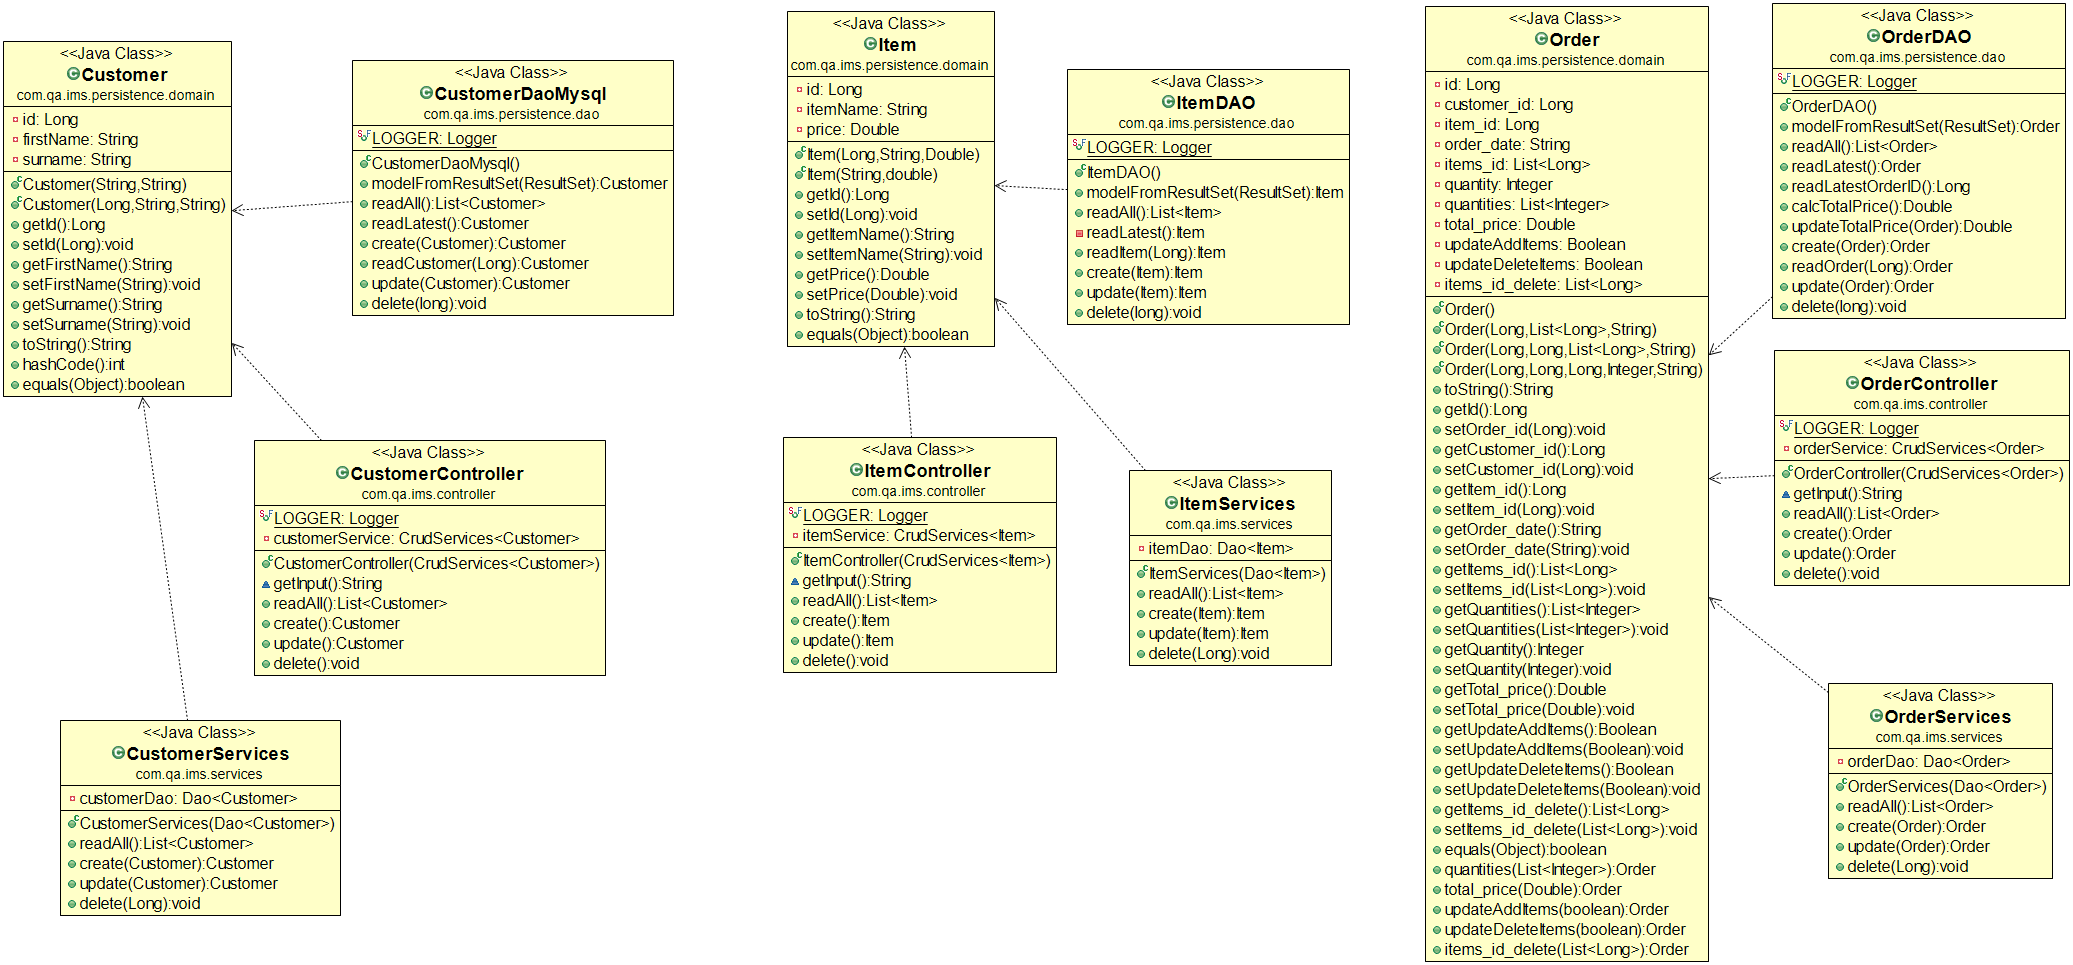 <<Java Class>>
Customer
com.qa.ims.persistence.domain
id: Long
firstName: String
surname: String
Customer(String,String)
Customer(Long,String,String)
getId():Long
setId(Long):void
getFirstName():String
setFirstName(String):void
getSurname():String
setSurname(String):void
toString():String
hashCode():int
equals(Object):boolean
<<Java Class>>
CustomerDaoMysql
com.qa.ims.persistence.dao
LOGGER: Logger
CustomerDaoMysql()
modelFromResultSet(ResultSet):Customer
readAll():List<Customer>
readLatest():Customer
create(Customer):Customer
readCustomer(Long):Customer
update(Customer):Customer
delete(long):void
<<Java Class>>
CustomerController
com.qa.ims.controller
LOGGER: Logger
customerService: CrudServices<Customer>
CustomerController(CrudServices<Customer>)
getInput():String
readAll():List<Customer>
create():Customer
update():Customer
delete():void
<<Java Class>>
CustomerServices
com.qa.ims.services
customerDao: Dao<Customer>
CustomerServices(Dao<Customer>)
readAll():List<Customer>
create(Customer):Customer
update(Customer):Customer
delete(Long):void
<<Java Class>>
Item
com.qa.ims.persistence.domain
id: Long
itemName: String
price: Double
Item(Long,String,Double)
Item(String,double)
getId():Long
setId(Long):void
getItemName():String
setItemName(String):void
getPrice():Double
setPrice(Double):void
toString():String
equals(Object):boolean
<<Java Class>>
ItemDAO
com.qa.ims.persistence.dao
LOGGER: Logger
ItemDAO()
modelFromResultSet(ResultSet):Item
readAll():List<Item>
readLatest():Item
readItem(Long):Item
create(Item):Item
update(Item):Item
delete(long):void
<<Java Class>>
ItemController
com.qa.ims.controller
LOGGER: Logger
itemService: CrudServices<Item>
ItemController(CrudServices<Item>)
getInput():String
readAll():List<Item>
create():Item
update():Item
delete():void
<<Java Class>>
ItemServices
com.qa.ims.services
itemDao: Dao<Item>
ItemServices(Dao<Item>)
readAll():List<Item>
create(Item):Item
update(Item):Item
delete(Long):void
<<Java Class>>
Order
com.qa.ims.persistence.domain
id: Long
customer_id: Long
item_id: Long
order_date: String
items_id: List<Long>
quantity: Integer
quantities: List<Integer>
total_price: Double
updateAddItems: Boolean
updateDeleteItems: Boolean
items_id_delete: List<Long>
Order()
Order(Long,List<Long>,String)
Order(Long,Long,List<Long>,String)
Order(Long,Long,Long,Integer,String)
toString():String
getId():Long
setOrder_id(Long):void
getCustomer_id():Long
setCustomer_id(Long):void
getItem_id():Long
setItem_id(Long):void
getOrder_date():String
setOrder_date(String):void
getItems_id():List<Long>
setItems_id(List<Long>):void
getQuantities():List<Integer>
setQuantities(List<Integer>):void
getQuantity():Integer
setQuantity(Integer):void
getTotal_price():Double
setTotal_price(Double):void
getUpdateAddItems():Boolean
setUpdateAddItems(Boolean):void
getUpdateDeleteItems():Boolean
setUpdateDeleteItems(Boolean):void
getItems_id_delete():List<Long>
setItems_id_delete(List<Long>):void
equals(Object):boolean
quantities(List<Integer>):Order
total_price(Double):Order
updateAddItems(boolean):Order
updateDeleteItems(boolean):Order
items_id_delete(List<Long>):Order
<<Java Class>>
OrderDAO
com.qa.ims.persistence.dao
LOGGER: Logger
OrderDAO()
modelFromResultSet(ResultSet):Order
readAll():List<Order>
readLatest():Order
readLatestOrderID():Long
calcTotalPrice():Double
updateTotalPrice(Order):Double
create(Order):Order
readOrder(Long):Order
update(Order):Order
delete(long):void
<<Java Class>>
OrderController
com.qa.ims.controller
LOGGER: Logger
orderService: CrudServices<Order>
OrderController(CrudServices<Order>)
getInput():String
readAll():List<Order>
create():Order
update():Order
delete():void
<<Java Class>>
OrderServices
com.qa.ims.services
orderDao: Dao<Order>
OrderServices(Dao<Order>)
readAll():List<Order>
create(Order):Order
update(Order):Order
delete(Long):void